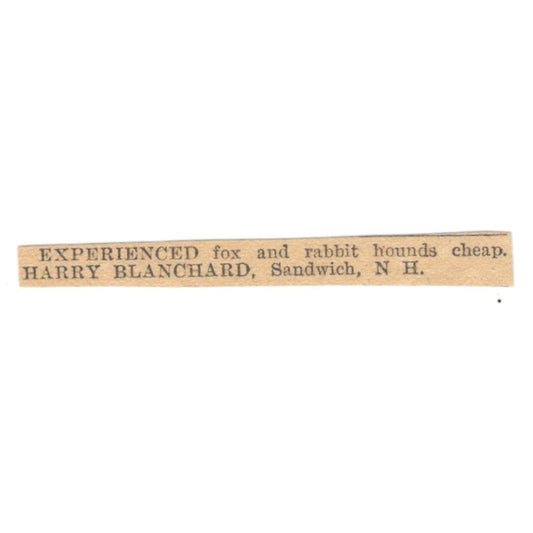 EXPERIENCED fox and rabbit hounds cheap.
HARRY BLANCHARD, Sandwich, N H.